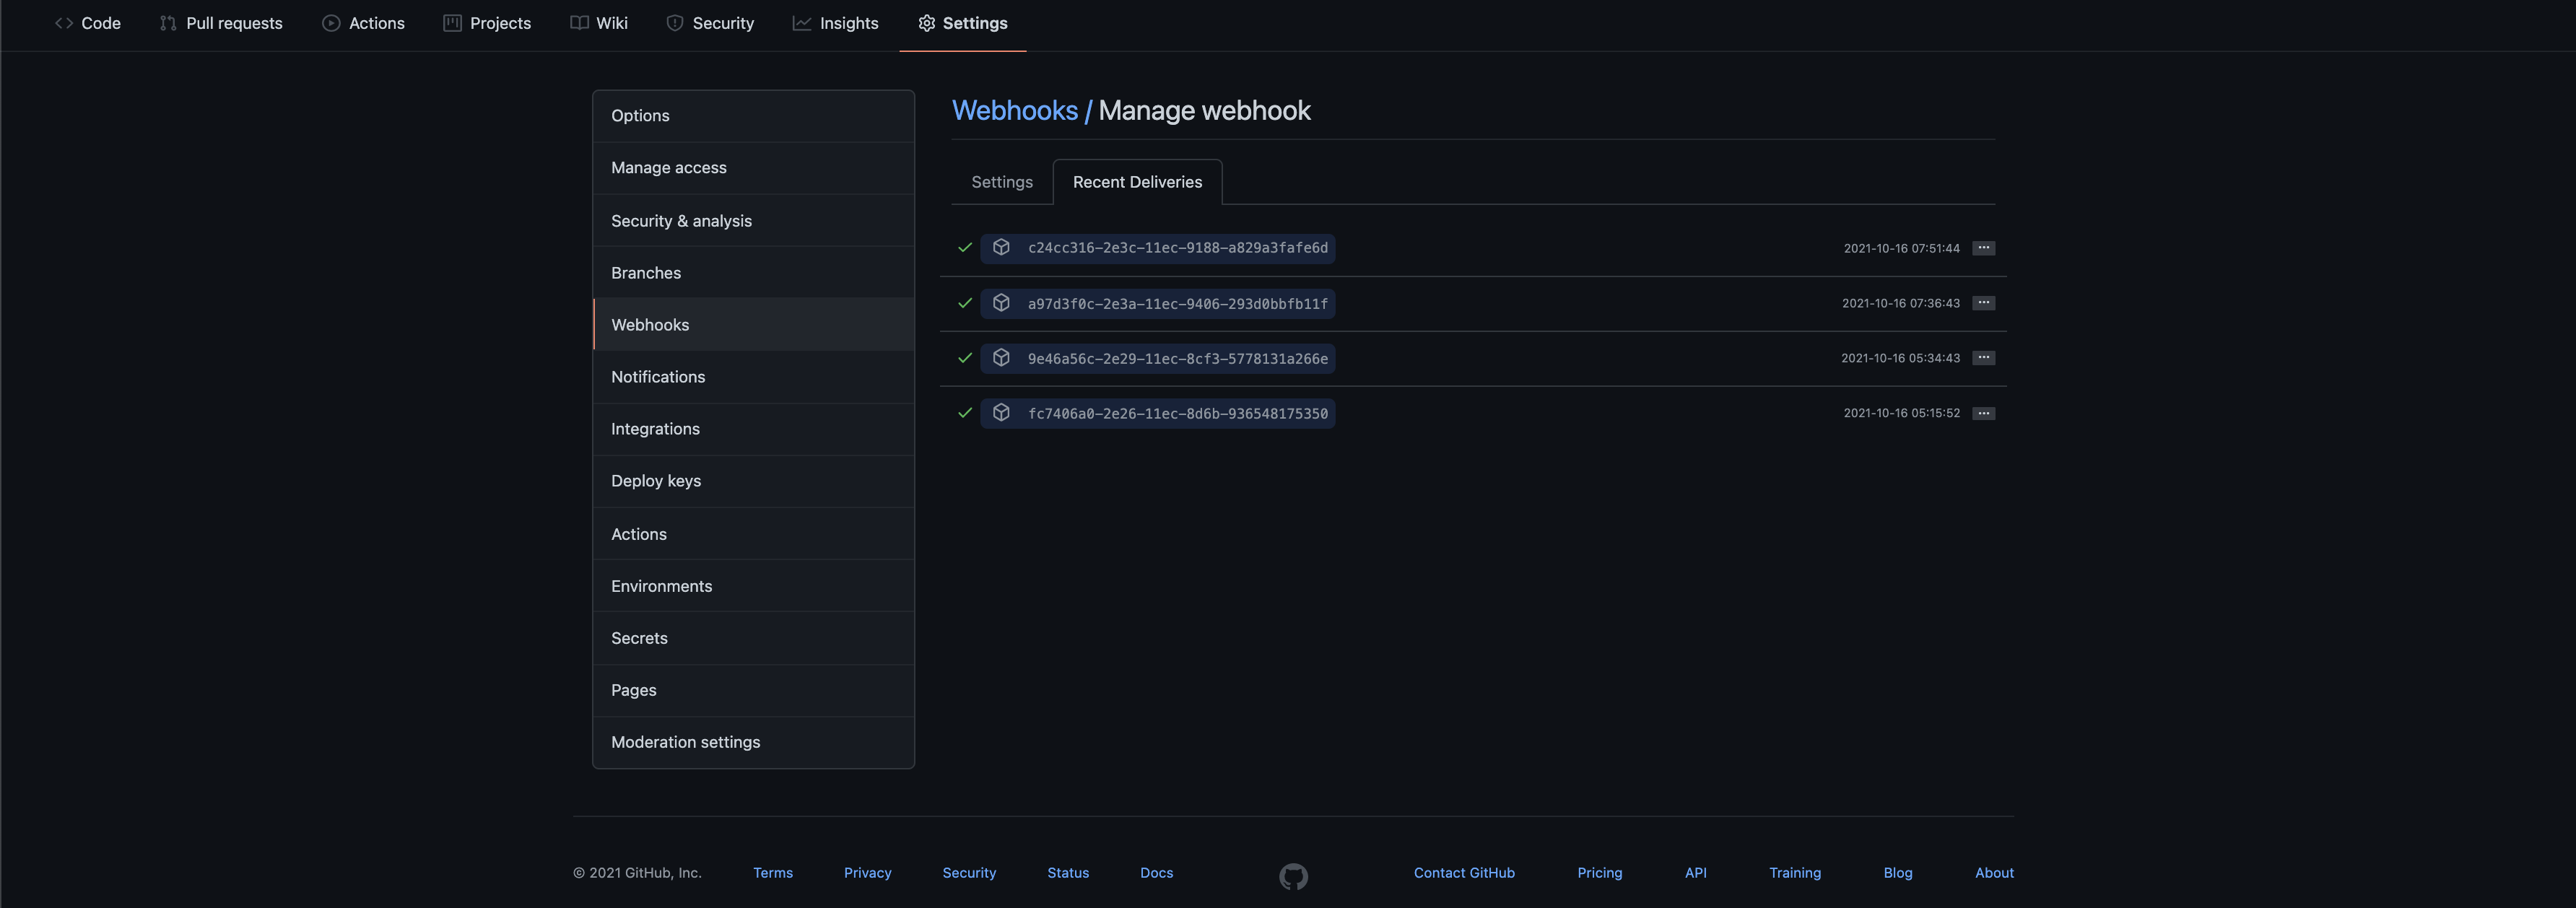 Code Pull requests Actions Projects Wiki Security Insights Settings
Options
Manage access
Security & analysis
Branches
Webhooks
Notifications
Integrations
Deploy keys
Actions
Environments
Secrets
Pages
Moderation settings
Webhooks / Manage webhook
Settings Recent Deliveries
c24cc316-2e3c-11ec-9188-a829a3fafe6d 2021-10-16 07:51:44
a97d3f0c-2e3a-11ec-9406-293d0bbfb11f 2021-10-16 07:36:43
9e46a56c-2e29-11ec-8cf3-5778131a266e 2021-10-16 05:34:43
fc7406a0-2e26-11ec-8d6b-936548175350 2021-10-16 05:15:52
© 2021 GitHub, Inc. Terms Privacy Security Status Docs Contact GitHub Pricing API Training Blog About